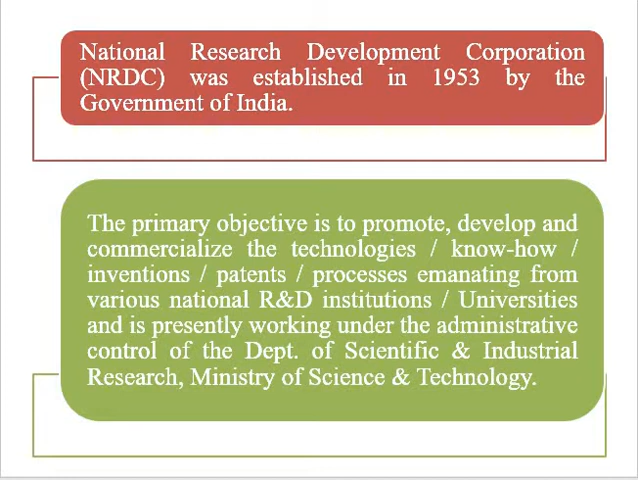 National Research Development Corporation
(NRDC) was established in 1953 by the
Government of India.
The primary objective is to promote, develop and
commercialize the technologies / know-how /
inventions / patents / processes emanating from
various national R&D institutions / Universities
and is presently working under the administrative
control of the Dept. of Scientific & Industrial
Research, Ministry of Science & Technology.